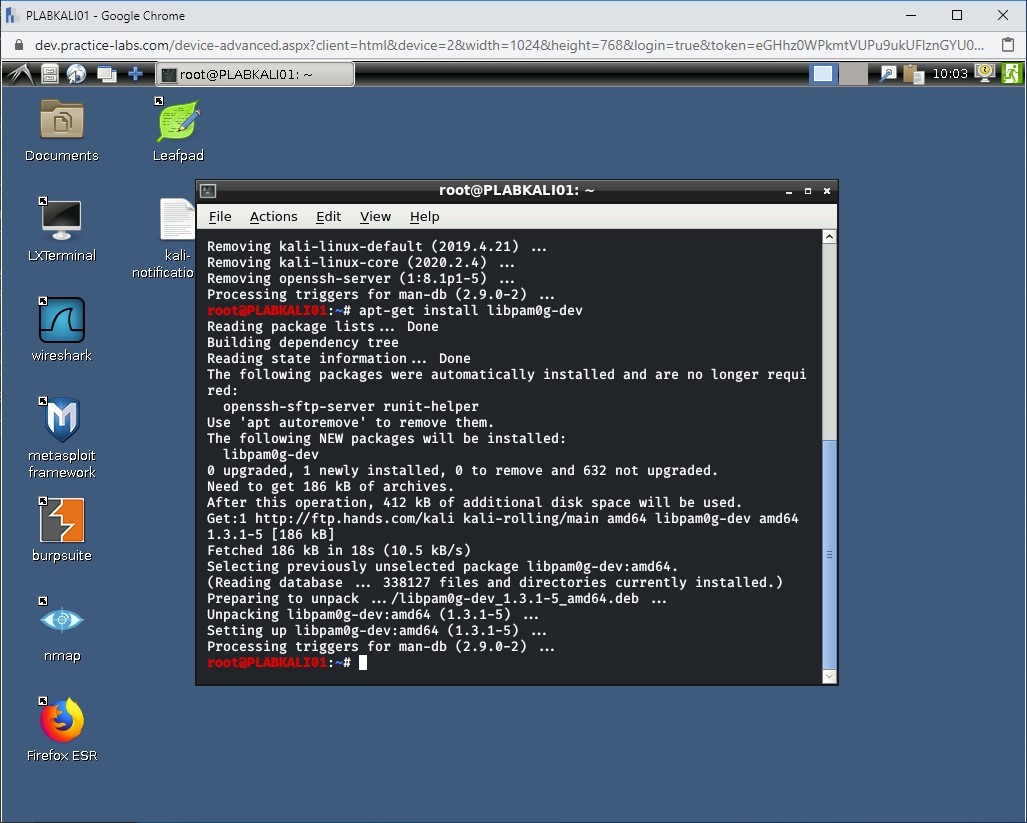 PLABKALI01 - Google Chrome
dev.practice-labs.com/device-advanced.aspx?client=html&device=2&width=1024&height=768&login=true&token=eGHhz0WPkmtVUPu9ukUFlznGYU0...
root@PLABKALI01: ~
10:03
Documents
Leafpad
LXTerminal
kali-
notificatio
wireshark
metasploit
framework
burpsuite
nmap
Firefox ESR
root@PLABKALI01: ~
File Actions Edit View Help
Removing kali-linux-default (2019.4.21) ...
Removing kali-linux-core (2020.2.4) ...
Removing openssh-server (1:8.1p1-5) ...
Processing triggers for man-db (2.9.0-2) ...
root@PLABKALI01:~# apt-get install libpam0g-dev
Reading package lists... Done
Building dependency tree
Reading state information... Done
The following packages were automatically installed and are no longer requi
red:
openssh-sftp-server runit-helper
Use 'apt autoremove' to remove them.
The following NEW packages will be installed:
libpam0g-dev
0 upgraded, 1 newly installed, 0 to remove and 632 not upgraded.
Need to get 186 kB of archives.
After this operation, 412 kB of additional disk space will be used.
Get:1 http://ftp.hands.com/kali kali-rolling/main amd64 libpam0g-dev amd64
1.3.1-5 [186 kB]
Fetched 186 kB in 18s (10.5 kB/s)
Selecting previously unselected package libpam0g-dev:amd64.
(Reading database ... 338127 files and directories currently installed.)
Preparing to unpack .../libpam0g-dev_1.3.1-5_amd64.deb ...
Unpacking libpam0g-dev:amd64 (1.3.1-5) ...
Setting up libpam0g-dev:amd64 (1.3.1-5) ...
Processing triggers for man-db (2.9.0-2) ...
root@PLABKALI01:~#